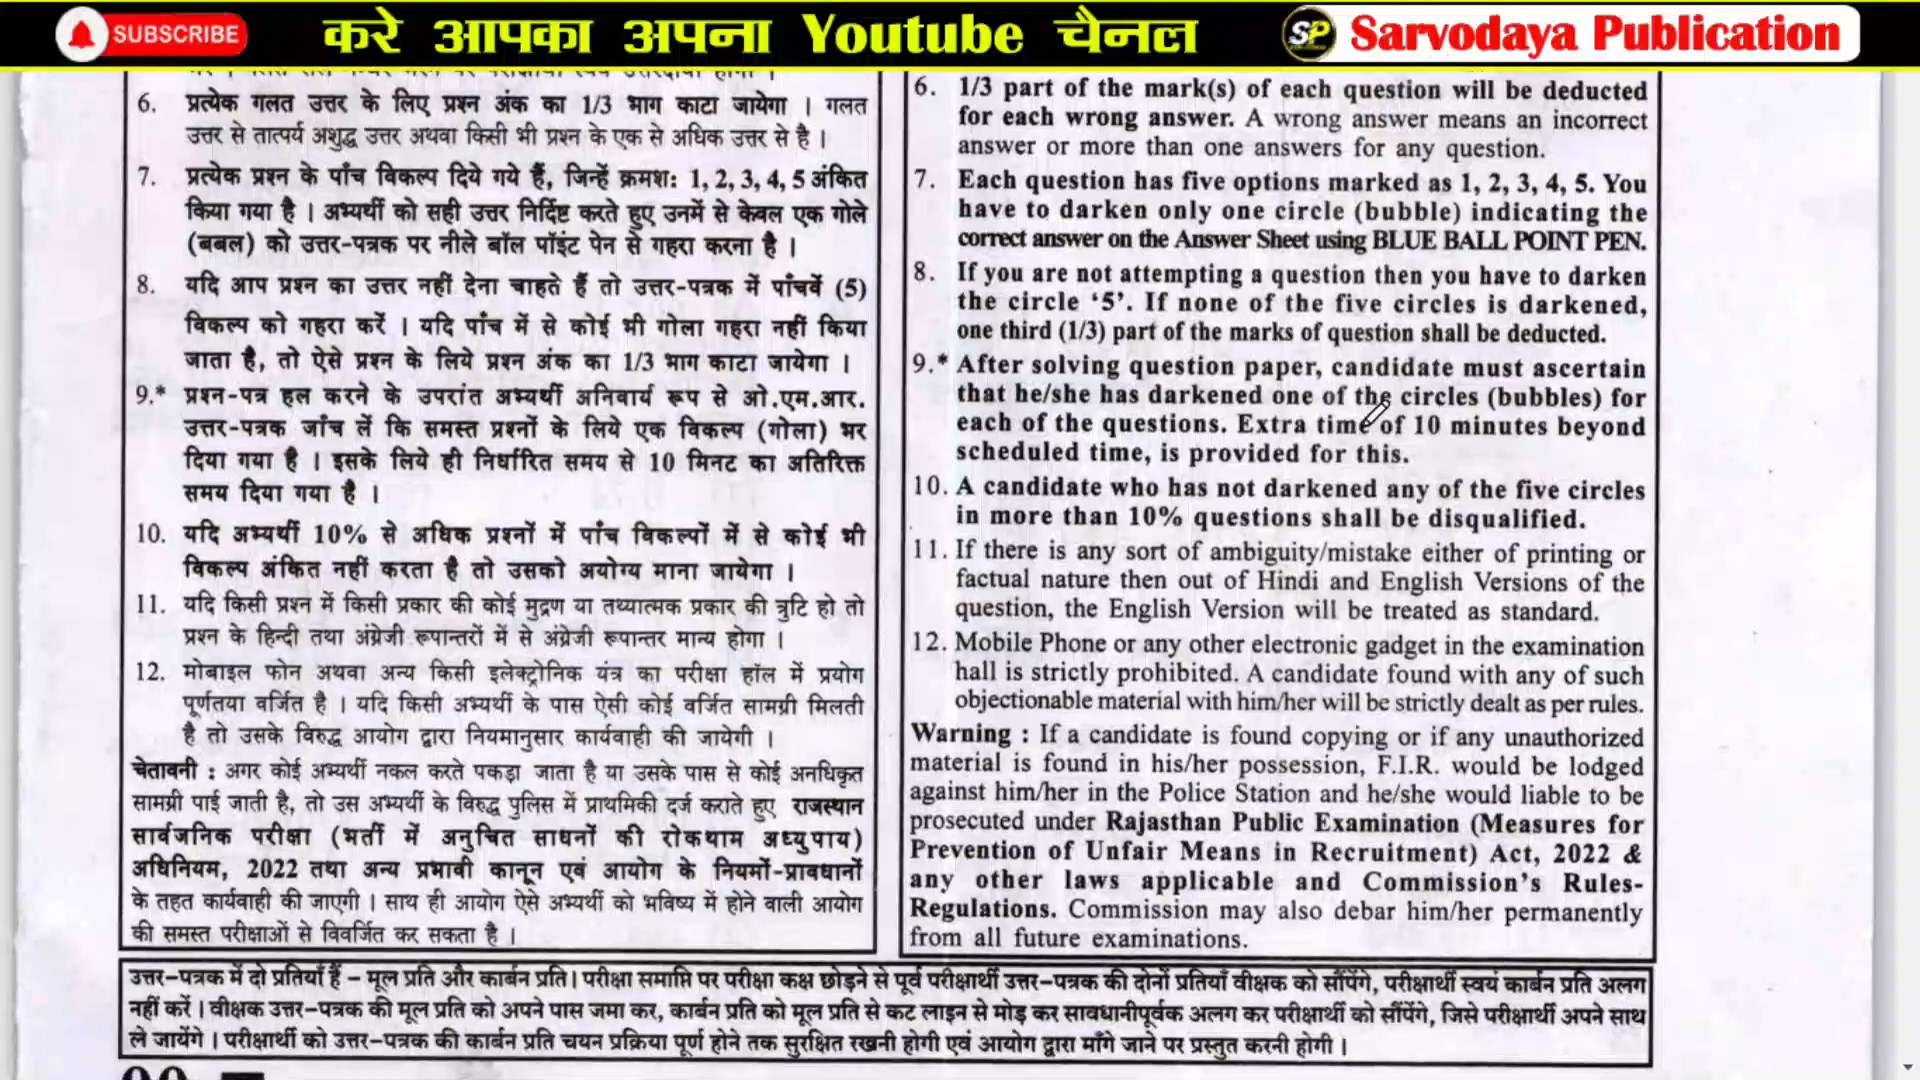 SUBSCRIBE
करे आपका अपना Youtube चैनल
SP
Sarvodaya Publication
6. प्रत्येक गलत उत्तर के लिए प्रश्न अंक का 1/3 भाग काटा जायेगा । गलत
उत्तर से तात्पर्य अशुद्ध उत्तर अथवा किसी भी प्रश्न के एक से अधिक उत्तर से है ।
7. प्रत्येक प्रश्न के पाँच विकल्प दिये गये हैं, जिन्हें क्रमश: 1, 2, 3, 4, 5 अंकित
किया गया है । अभ्यर्थी को सही उत्तर निर्दिष्ट करते हुए उनमें से केवल एक गोले
(बबल) को उत्तर-पत्रक पर नीले बॉल पॉइंट पेन से गहरा करना है ।
8. यदि आप प्रश्न का उत्तर नहीं देना चाहते हैं तो उत्तर-पत्रक में पाँचवें (5)
विकल्प को गहरा करें । यदि पाँच में से कोई भी गोला गहरा नहीं किया
जाता है, तो ऐसे प्रश्न के लिये प्रश्न अंक का 1/3 भाग काटा जायेगा ।
9.* प्रश्न-पत्र हल करने के उपरांत अभ्यर्थी अनिवार्य रूप से ओ.एम.आर.
उत्तर-पत्रक जाँच लें कि समस्त प्रश्नों के लिये एक विकल्प (गोला) भर
दिया गया है । इसके लिये ही निर्धारित समय से 10 मिनट का अतिरिक्त
समय दिया गया है ।
10. यदि अभ्यर्थी 10% से अधिक प्रश्नों में पाँच विकल्पों में से कोई भी
विकल्प अंकित नहीं करता है तो उसको अयोग्य माना जायेगा ।
11. यदि किसी प्रश्न में किसी प्रकार की कोई मुद्रण या तथ्यात्मक प्रकार की त्रुटि हो तो
प्रश्न के हिन्दी तथा अंग्रेजी रूपान्तरों में से अंग्रेजी रूपान्तर मान्य होगा ।
12. मोबाइल फोन अथवा अन्य किसी इलेक्ट्रोनिक यंत्र का परीक्षा हॉल में प्रयोग
पूर्णतया वर्जित है । यदि किसी अभ्यर्थी के पास ऐसी कोई वर्जित सामग्री मिलती
है तो उसके विरुद्ध आयोग द्वारा नियमानुसार कार्यवाही की जायेगी ।
चेतावनी : अगर कोई अभ्यर्थी नकल करते पकड़ा जाता है या उसके पास से कोई अनधिकृत
सामग्री पाई जाती है, तो उस अभ्यर्थी के विरुद्ध पुलिस में प्राथमिकी दर्ज कराते हुए राजस्थान
सार्वजनिक परीक्षा (भर्ती में अनुचित साधनों की रोकथाम अध्युपाय)
अधिनियम, 2022 तथा अन्य प्रभावी कानून एवं आयोग के नियमों-प्रावधानों
के तहत कार्यवाही की जाएगी । साथ ही आयोग ऐसे अभ्यर्थी को भविष्य में होने वाली आयोग
की समस्त परीक्षाओं से विवर्जित कर सकता है ।
6. 1/3 part of the mark(s) of each question will be deducted
for each wrong answer. A wrong answer means an incorrect
answer or more than one answers for any question.
7. Each question has five options marked as 1, 2, 3, 4, 5. You
have to darken only one circle (bubble) indicating the
correct answer on the Answer Sheet using BLUE BALL POINT PEN.
8. If you are not attempting a question then you have to darken
the circle ‘5’. If none of the five circles is darkened,
one third (1/3) part of the marks of question shall be deducted.
9.* After solving question paper, candidate must ascertain
that he/she has darkened one of the circles (bubbles) for
each of the questions. Extra time of 10 minutes beyond
scheduled time, is provided for this.
10. A candidate who has not darkened any of the five circles
in more than 10% questions shall be disqualified.
11. If there is any sort of ambiguity/mistake either of printing or
factual nature then out of Hindi and English Versions of the
question, the English Version will be treated as standard.
12. Mobile Phone or any other electronic gadget in the examination
hall is strictly prohibited. A candidate found with any of such
objectionable material with him/her will be strictly dealt as per rules.
Warning : If a candidate is found copying or if any unauthorized
material is found in his/her possession, F.I.R. would be lodged
against him/her in the Police Station and he/she would liable to be
prosecuted under Rajasthan Public Examination (Measures for
Prevention of Unfair Means in Recruitment) Act, 2022 &
any other laws applicable and Commission’s Rules-
Regulations. Commission may also debar him/her permanently
from all future examinations.
उत्तर-पत्रक में दो प्रतियाँ हैं - मूल प्रति और कार्बन प्रति । परीक्षा समाप्ति पर परीक्षा कक्ष छोड़ने से पूर्व परीक्षार्थी उत्तर-पत्रक की दोनों प्रतियाँ वीक्षक को सौंपेंगे, परीक्षार्थी स्वयं कार्बन प्रति अलग
नहीं करें । वीक्षक उत्तर-पत्रक की मूल प्रति को अपने पास जमा कर, कार्बन प्रति को मूल प्रति से कट लाइन से मोड़ कर सावधानीपूर्वक अलग कर परीक्षार्थी को सौंपेंगे, जिसे परीक्षार्थी अपने साथ
ले जायेंगे । परीक्षार्थी को उत्तर-पत्रक की कार्बन प्रति चयन प्रक्रिया पूर्ण होने तक सुरक्षित रखनी होगी एवं आयोग द्वारा माँगे जाने पर प्रस्तुत करनी होगी ।